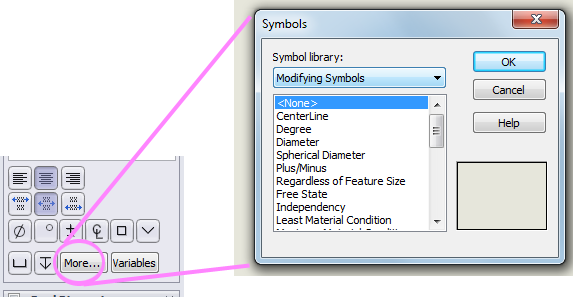 Symbols
Symbol library:
Modifying Symbols
OK
<None>
Cancel
CenterLine
Degree
Diameter
Help
Spherical Diameter
Plus/Minus
Regardless of Feature Size
Free State
Independency
Least Material Condition
More...
Variables